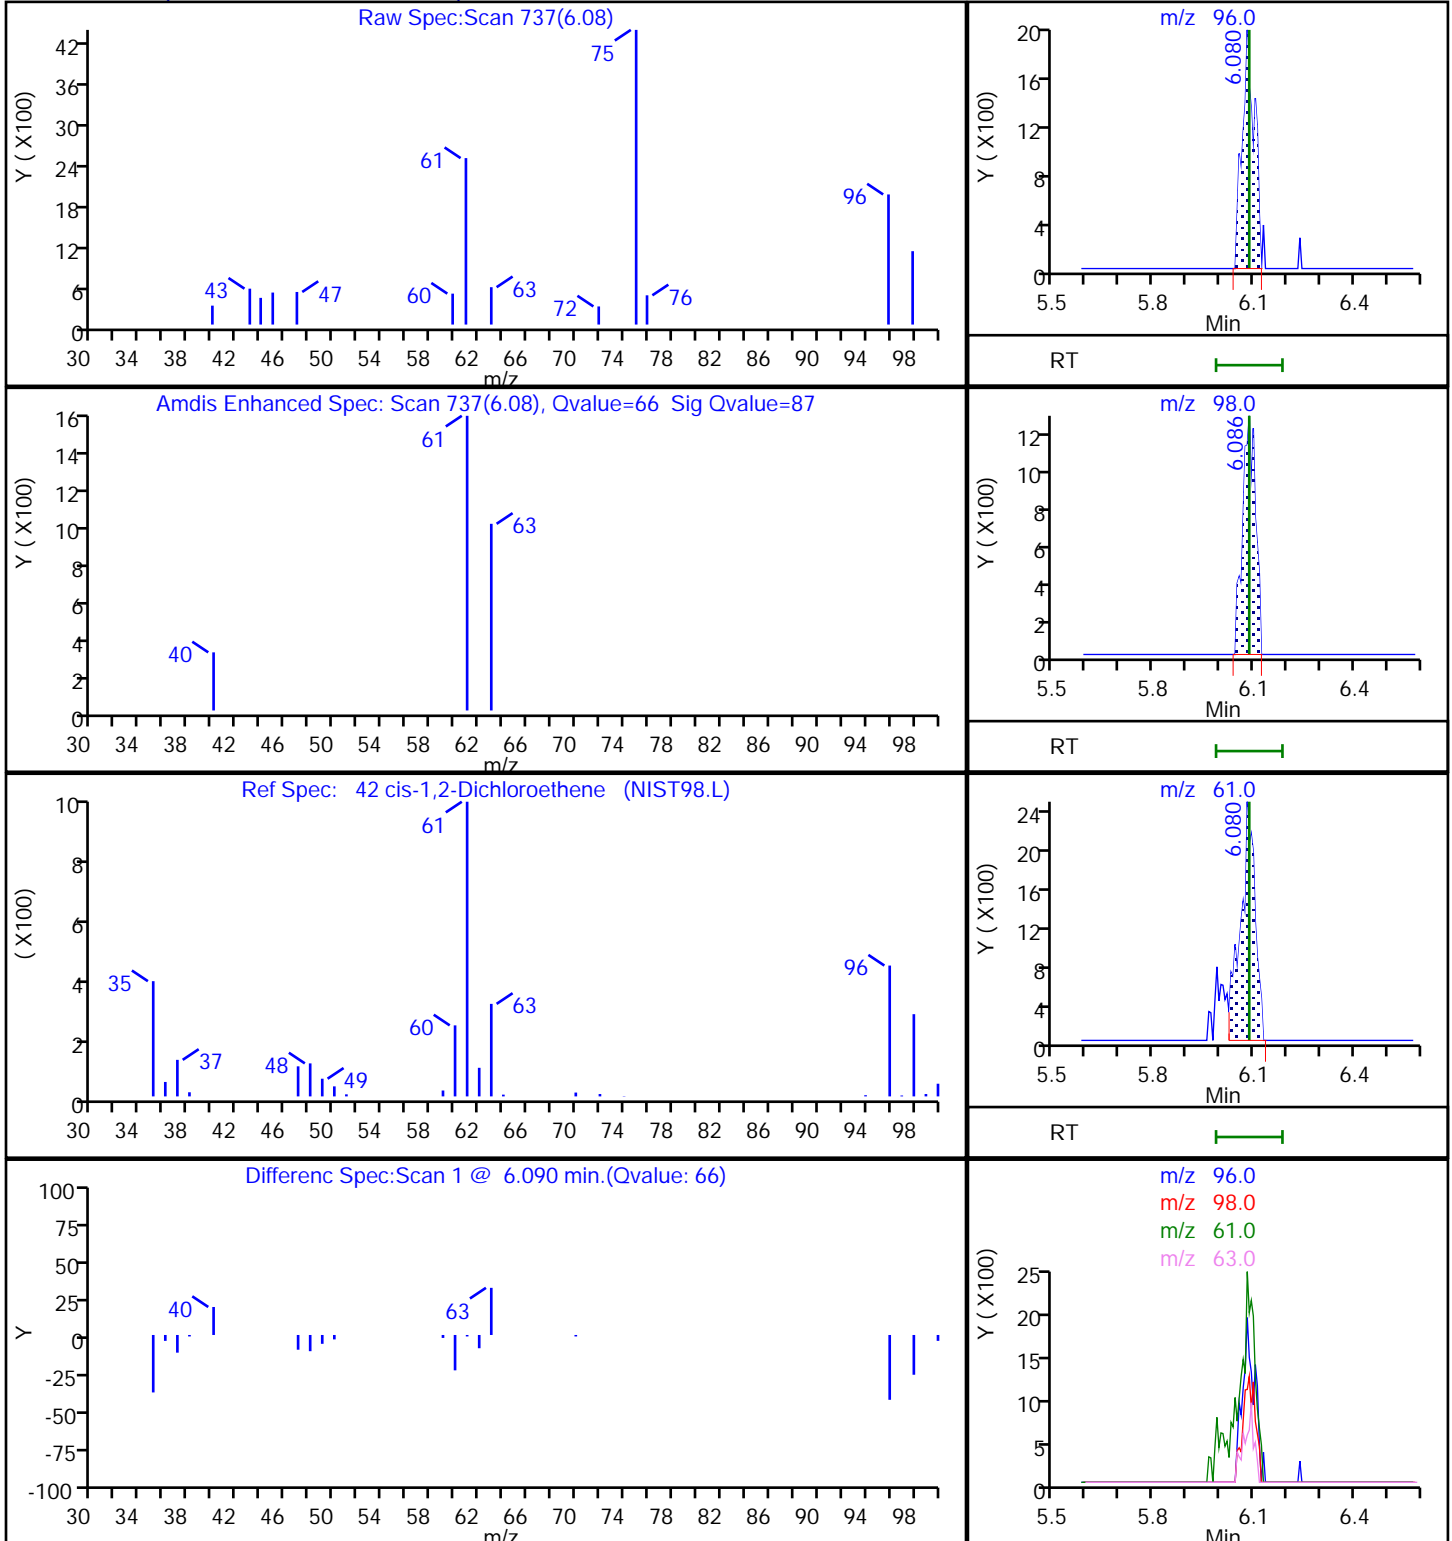 Raw Spec:Scan 737(6.08)
Y ( X100)
42
36
30
24
18
12
6
0
75
61
96
43
47
60
63
72
76
30 34 38 42 46 50 54 58 62 66 70 74 78 82 86 90 94 98
m/z
m/z 96.0
Y ( X100)
20
16
12
8
4
0
6.080
5.5 5.8 6.1 6.4
Min
RT
Amdis Enhanced Spec: Scan 737(6.08), Qvalue=66 Sig Qvalue=87
Y ( X100)
16
14
12
10
8
6
4
2
0
61
63
40
30 34 38 42 46 50 54 58 62 66 70 74 78 82 86 90 94 98
m/z
m/z 98.0
Y ( X100)
12
10
8
6
4
2
0
6.086
5.5 5.8 6.1 6.4
Min
RT
Ref Spec: 42 cis-1,2-Dichloroethene (NIST98.L)
( X100)
10
8
6
4
2
0
61
35
96
63
60
37
48
49
30 34 38 42 46 50 54 58 62 66 70 74 78 82 86 90 94 98
m/z
m/z 61.0
Y ( X100)
24
20
16
12
8
4
0
6.080
5.5 5.8 6.1 6.4
Min
RT
Differenc Spec:Scan 1 @ 6.090 min.(Qvalue: 66)
Y
100
75
50
25
0
-25
-50
-75
-100
40
63
30 34 38 42 46 50 54 58 62 66 70 74 78 82 86 90 94 98
m/z
m/z 96.0
m/z 98.0
m/z 61.0
m/z 63.0
Y ( X100)
25
20
15
10
5
0
5.5 5.8 6.1 6.4
Min